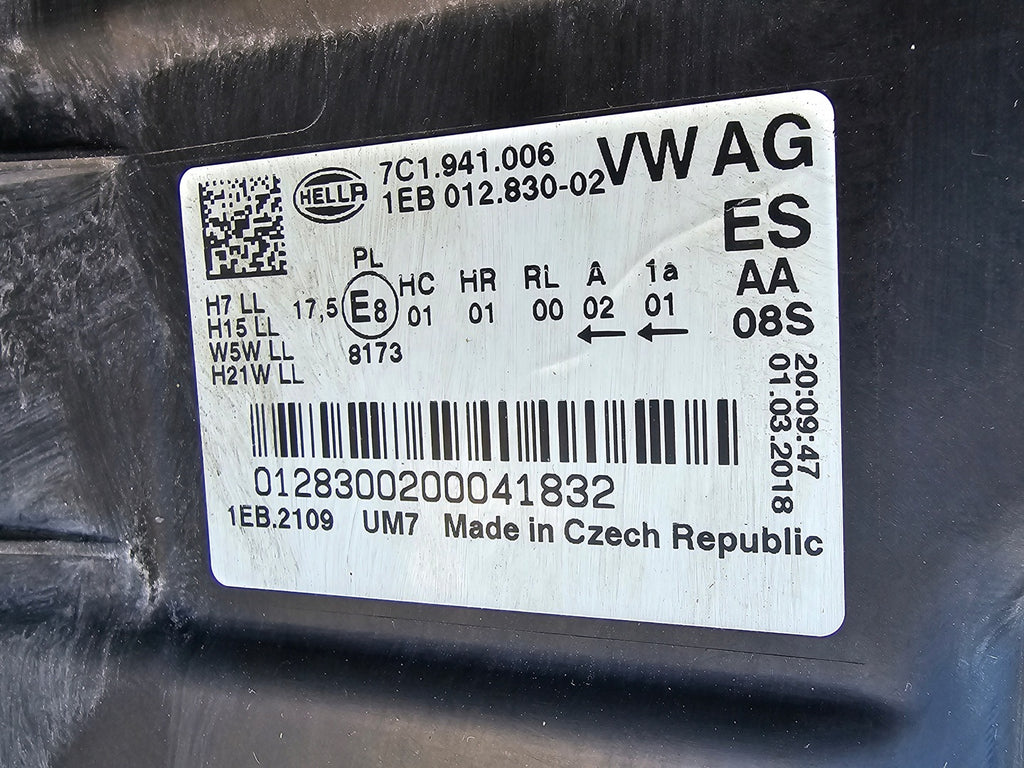 HELLA
7C1.941.006
1EB 012.830-02
VW AG
ES
AA
08S
PL
HC HR RL A 1a
17,5 E8 01 01 00 02 01
8173
← ←
H7 LL
H15 LL
W5W LL
H21W LL
20:09:47
01.03.2018
0128300200041832
1EB.2109 UM7 Made in Czech Republic